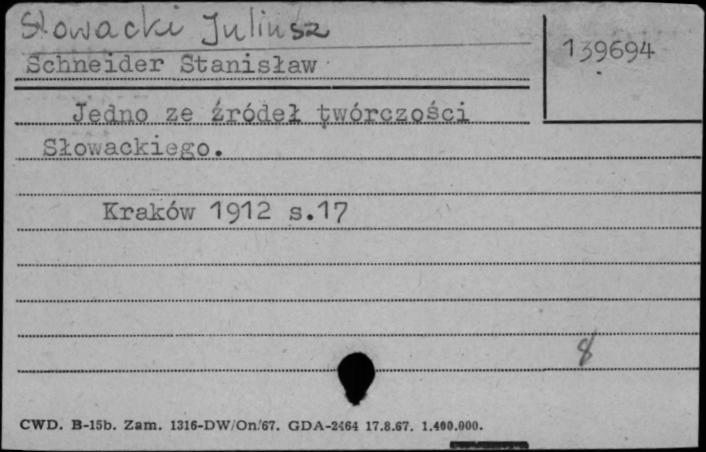 Słowacki Juliusz
139694
Schneider Stanisław
Jedno ze źródeł twórczości
Słowackiego.
Kraków 1912 s.17
8
CWD. B-15b. Zam. 1316-DW/On/67. GDA-2464 17.8.67. 1.400.000.